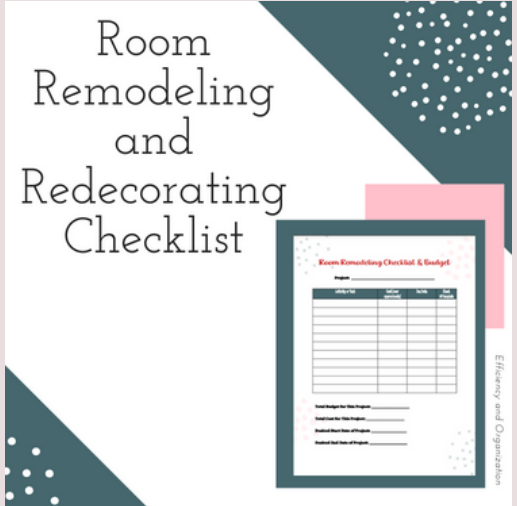 Room
Remodeling
and
Redecorating
Checklist
Room Remodeling Checklist & Budget
Project:
Total Budget for This Project:
Total Cost for This Project:
Desired Start Date of Project:
Desired End Date of Project:
Efficiency and Organization